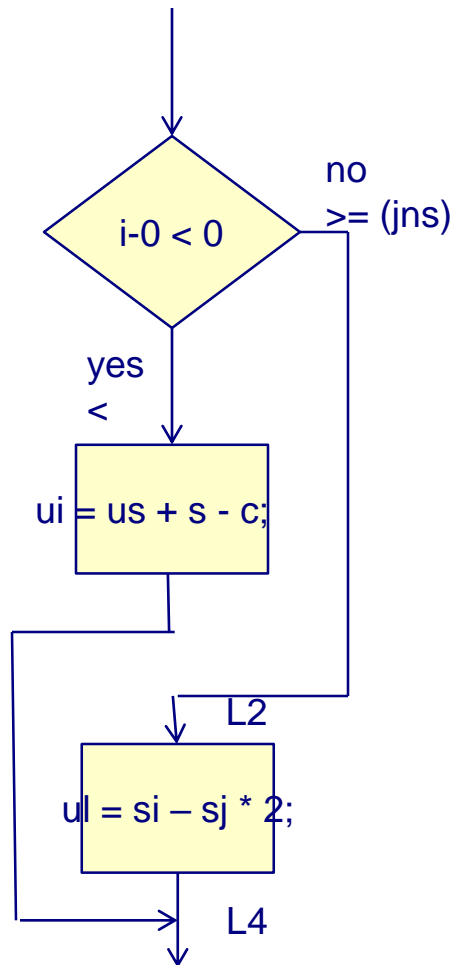 i-0 < 0
no
>= (jns)
yes
<
ui = us + s - c;
L2
ul = si – sj * 2;
L4